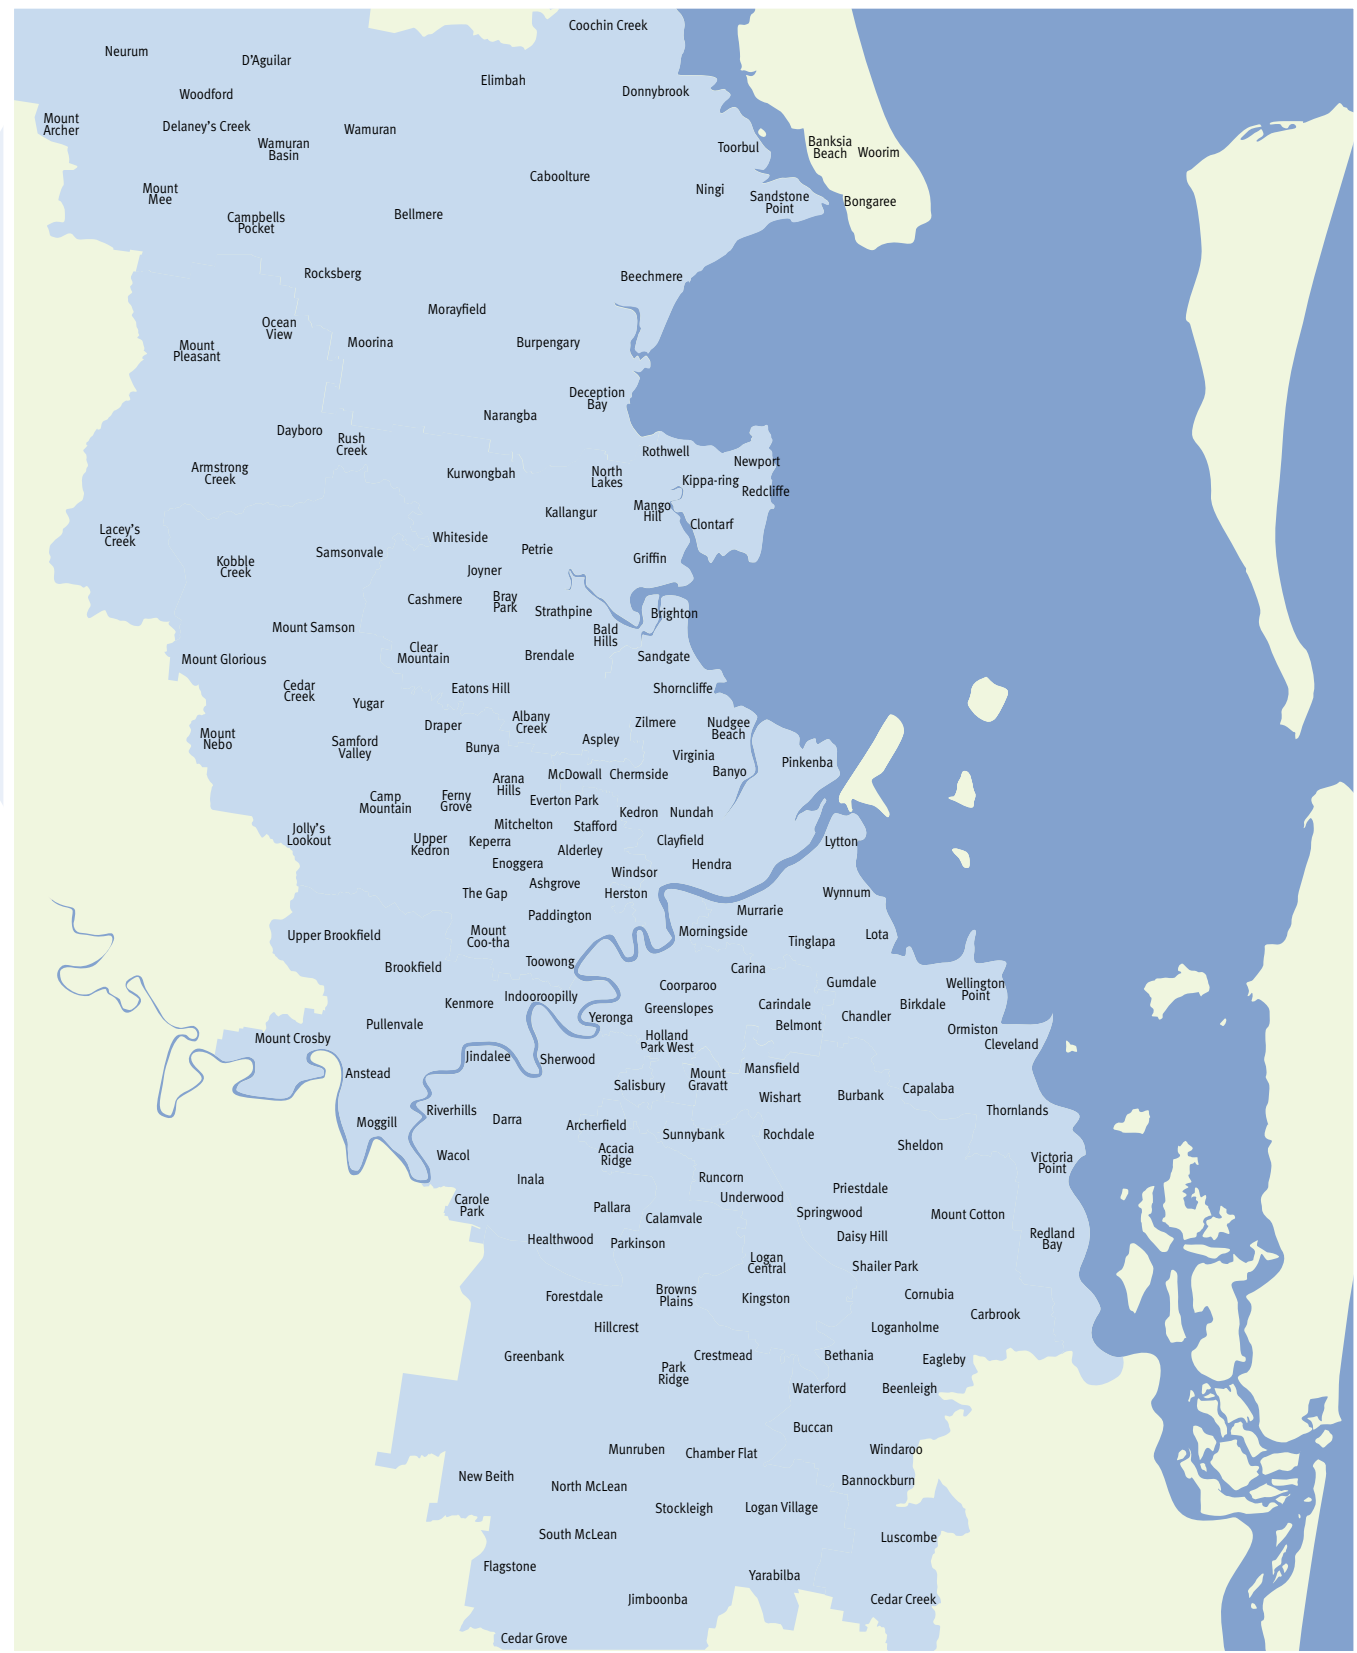 Coochin Creek
Neurum
D'Aguilar
Elimbah
Woodford
Donnybrook
Mount
Archer
Delaney's Creek
Wamuran
Wamuran
Basin
Toorbul
Banksia
Beach
Woorim
Caboolture
Mount
Mee
Ningi
Sandstone
Point
Bongaree
Campbells
Pocket
Bellmere
Rocksberg
Beechmere
Morayfield
Ocean
View
Mount
Pleasant
Moorina
Burpengary
Deception
Bay
Narangba
Dayboro
Rush
Creek
Rothwell
Newport
Armstrong
Creek
Kurwongbah
North
Lakes
Kippa-ring
Redcliffe
Mango
Hill
Kallangur
Clontarf
Lacey's
Creek
Whiteside
Samsonvale
Petrie
Griffin
Kobble
Creek
Joyner
Cashmere
Bray
Park
Strathpine
Brighton
Mount Samson
Bald
Hills
Clear
Mountain
Brendale
Sandgate
Mount Glorious
Cedar
Creek
Eatons Hill
Shorncliffe
Yugar
Draper
Albany
Creek
Zilmere
Nudgee
Beach
Mount
Nebo
Samford
Valley
Bunya
Aspley
Virginia
Pinkenba
Banyo
McDowall
Chermside
Arana
Hills
Camp
Mountain
Ferny
Grove
Everton Park
Kedron
Nundah
Mitchelton
Stafford
Jolly's
Lookout
Upper
Kedron
Keperra
Clayfield
Lytton
Alderley
Enoggera
Hendra
Windsor
Ashgrove
The Gap
Herston
Wynnum
Paddington
Murrarie
Upper Brookfield
Mount
Coo-tha
Morningside
Tinglapa
Lota
Brookfield
Toowong
Carina
Coorparoo
Gumdale
Wellington
Point
Kenmore
Indooroopilly
Greenslopes
Carindale
Birkdale
Yeronga
Chandler
Pullenvale
Belmont
Ormiston
Mount Crosby
Holland
Park West
Cleveland
Jindalee
Sherwood
Anstead
Mount
Gravatt
Mansfield
Salisbury
Wishart
Burbank
Capalaba
Riverhills
Darra
Thornlands
Moggill
Archerfield
Sunnybank
Rochdale
Acacia
Ridge
Sheldon
Wacol
Victoria
Point
Inala
Runcorn
Priestdale
Carole
Park
Underwood
Pallara
Calamvale
Springwood
Mount Cotton
Healthwood
Parkinson
Daisy Hill
Redland
Bay
Logan
Central
Shailer Park
Forestdale
Browns
Plains
Kingston
Cornubia
Carbrook
Hillcrest
Loganholme
Greenbank
Crestmead
Bethania
Eagleby
Park
Ridge
Waterford
Beenleigh
Buccan
Munruben
Chamber Flat
Windaroo
New Beith
North McLean
Bannockburn
Stockleigh
Logan Village
South McLean
Luscombe
Flagstone
Yarabilba
Jimboonba
Cedar Creek
Cedar Grove